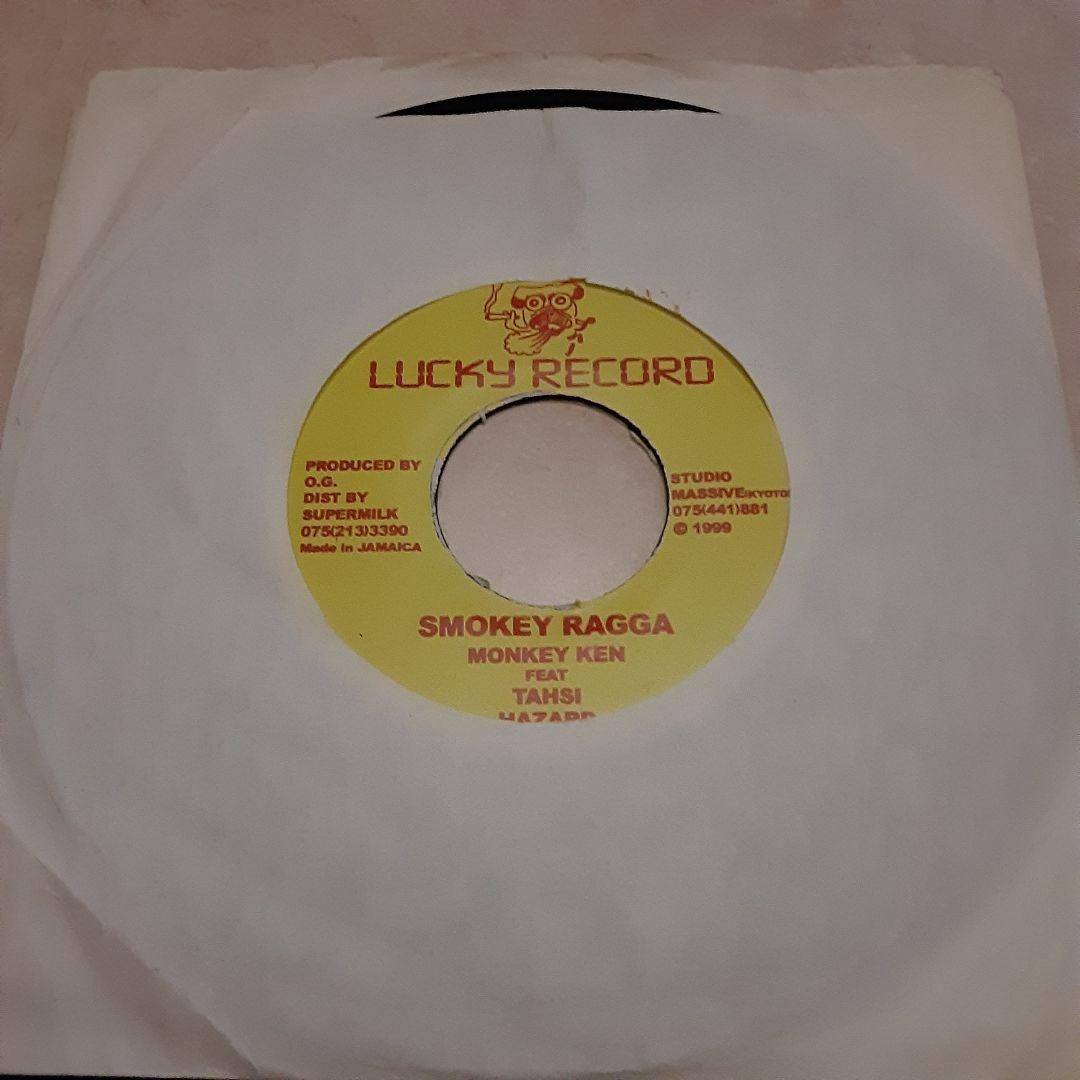 LUCKY RECORD
PRODUCED BY
O.G.
DIST BY
SUPERMILK
075(213)3390
Made In JAMAICA
STUDIO
MASSIVE(KYOTO)
075(441)881
© 1999
SMOKEY RAGGA
MONKEY KEN
FEAT
TAHSI
HAZARD